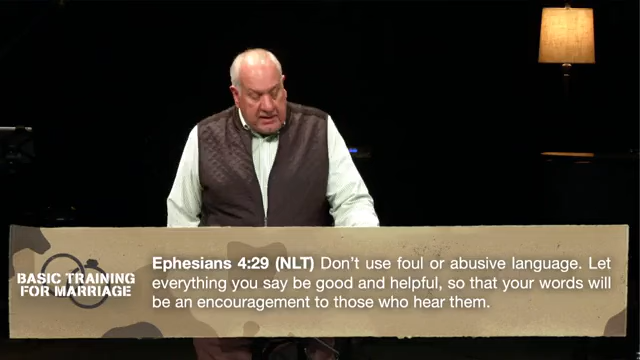 BASIC TRAINING
FOR MARRIAGE
Ephesians 4:29 (NLT) Don't use foul or abusive language. Let
everything you say be good and helpful, so that your words will
be an encouragement to those who hear them.